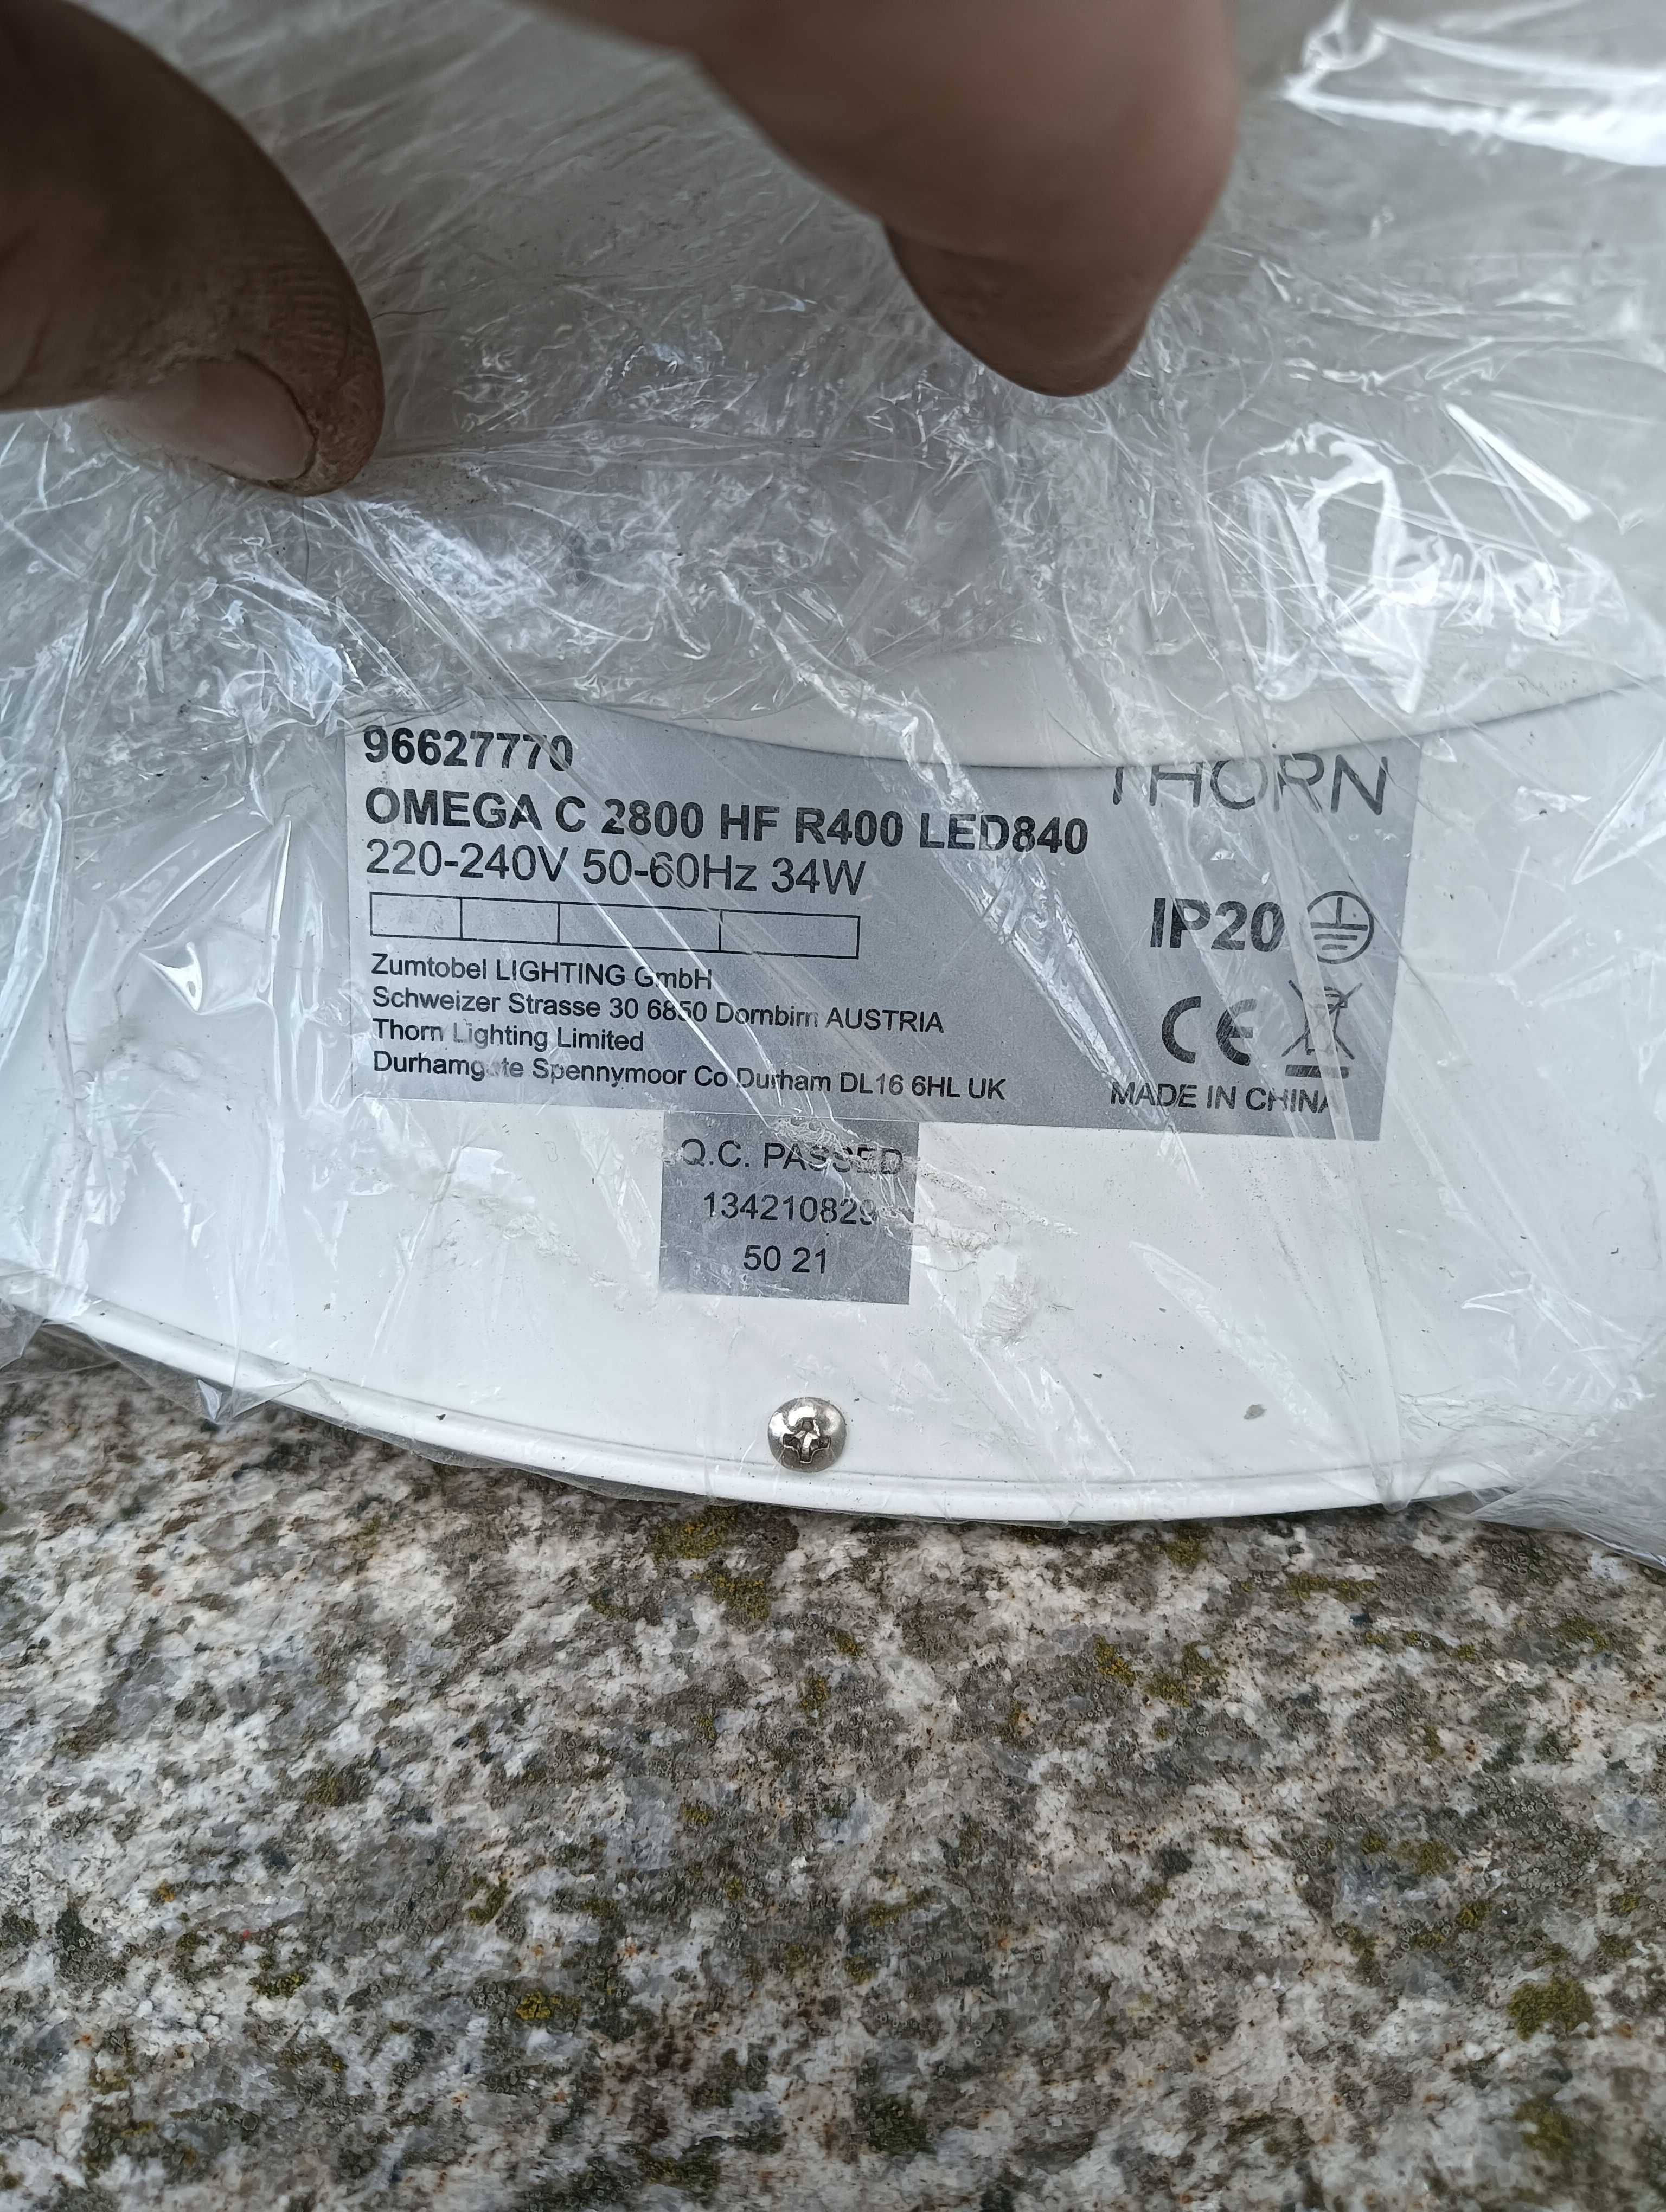 96627770
THORN
OMEGA C 2800 HF R400 LED840
220-240V 50-60Hz 34W
IP20
Zumtobel LIGHTING GmbH
Schweizer Strasse 30 6850 Dornbirn AUSTRIA
Thorn Lighting Limited
Durhamgate Spennymoor Co Durham DL16 6HL UK
CE
MADE IN CHINA
Q.C. PASSED
134210829
50 21